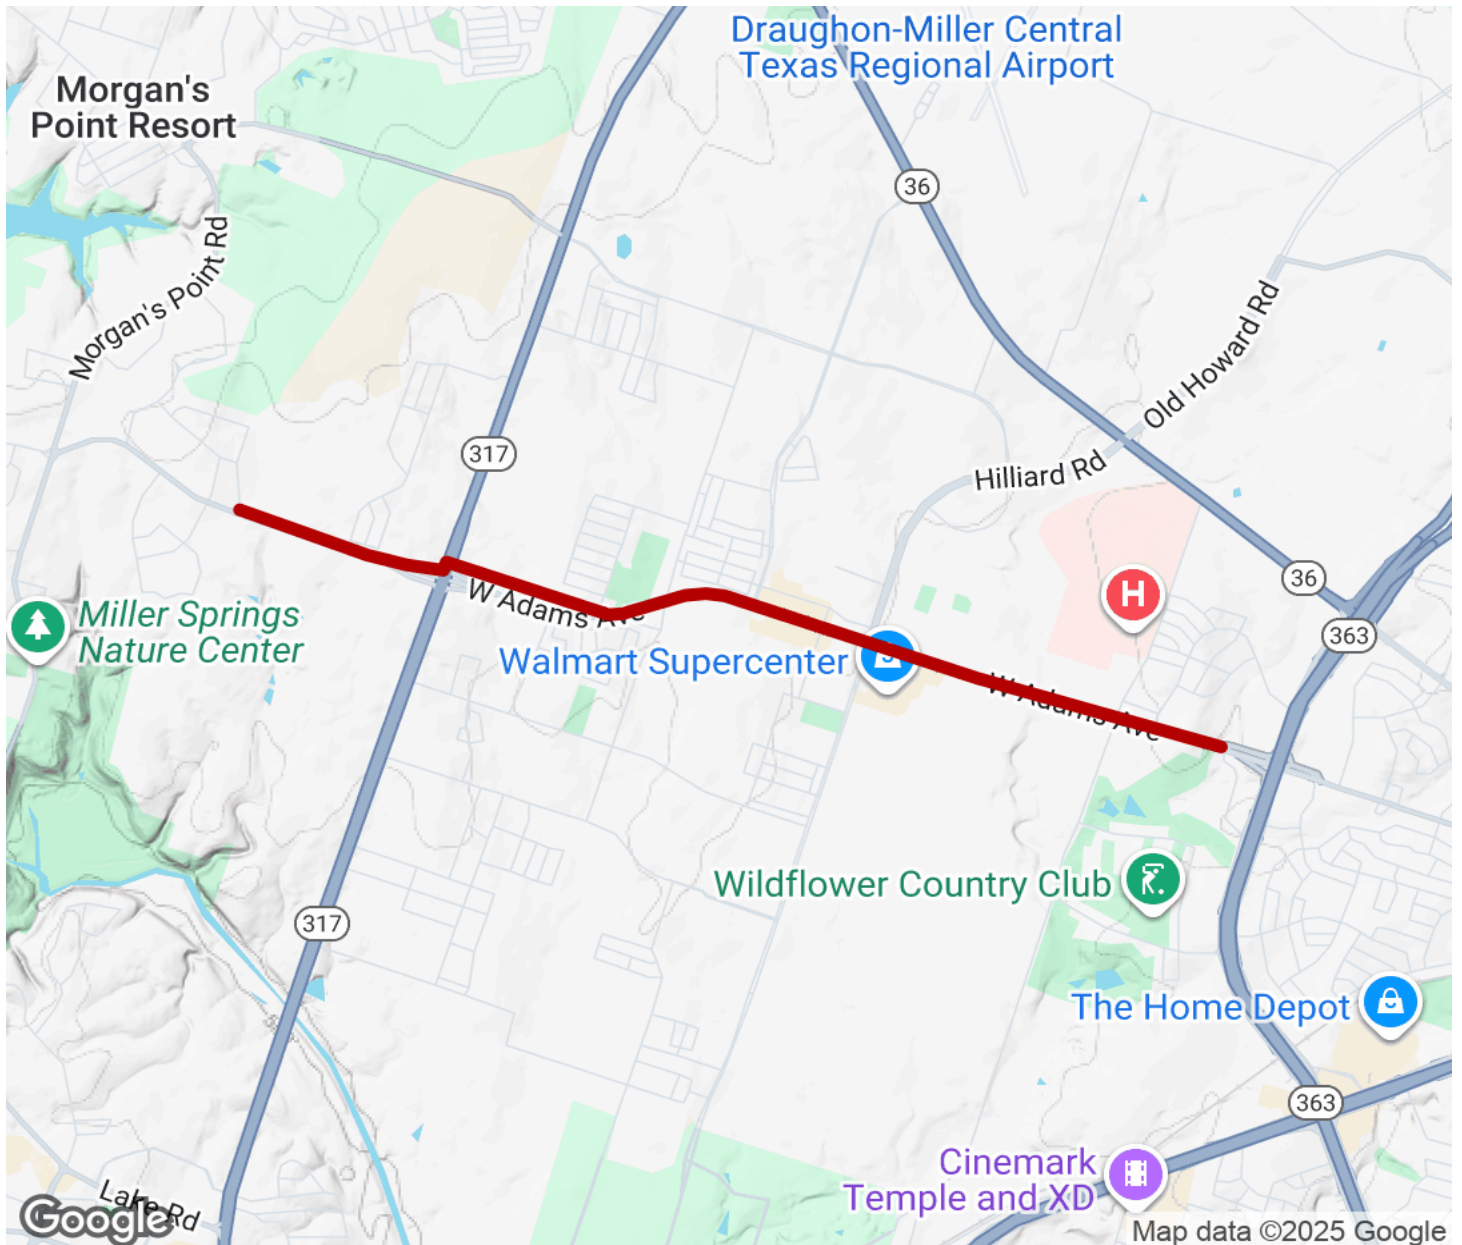 Draughon-Miller Central
Texas Regional Airport
Morgan's
Point Resort
36
Morgan's Point Rd
Old Howard Rd
317
Hilliard Rd
36
H
363
Miller Springs
Nature Center
W Adams Ave
Walmart Supercenter
W Adams Ave
Wildflower Country Club
317
The Home Depot
363
Cinemark
Temple and XD
Lake Rd
Google
Map data ©2025 Google